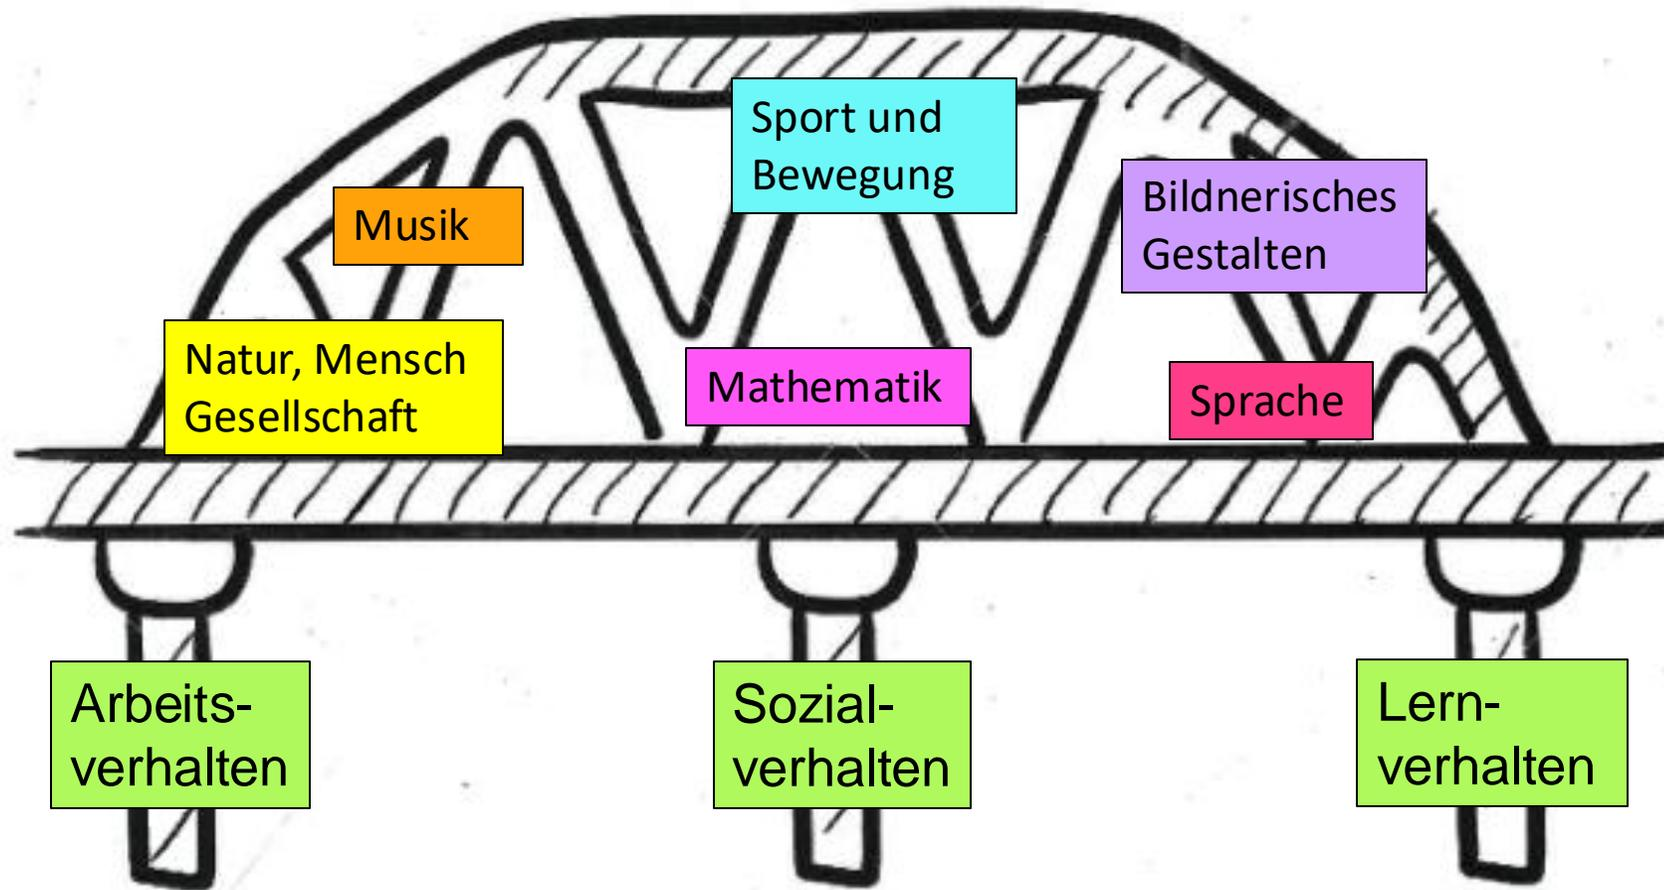 Sport und
Bewegung
Musik
Bildnerisches
Gestalten
Natur, Mensch
Gesellschaft
Mathematik
Sprache
Arbeits-
verhalten
Sozial-
verhalten
Lern-
verhalten